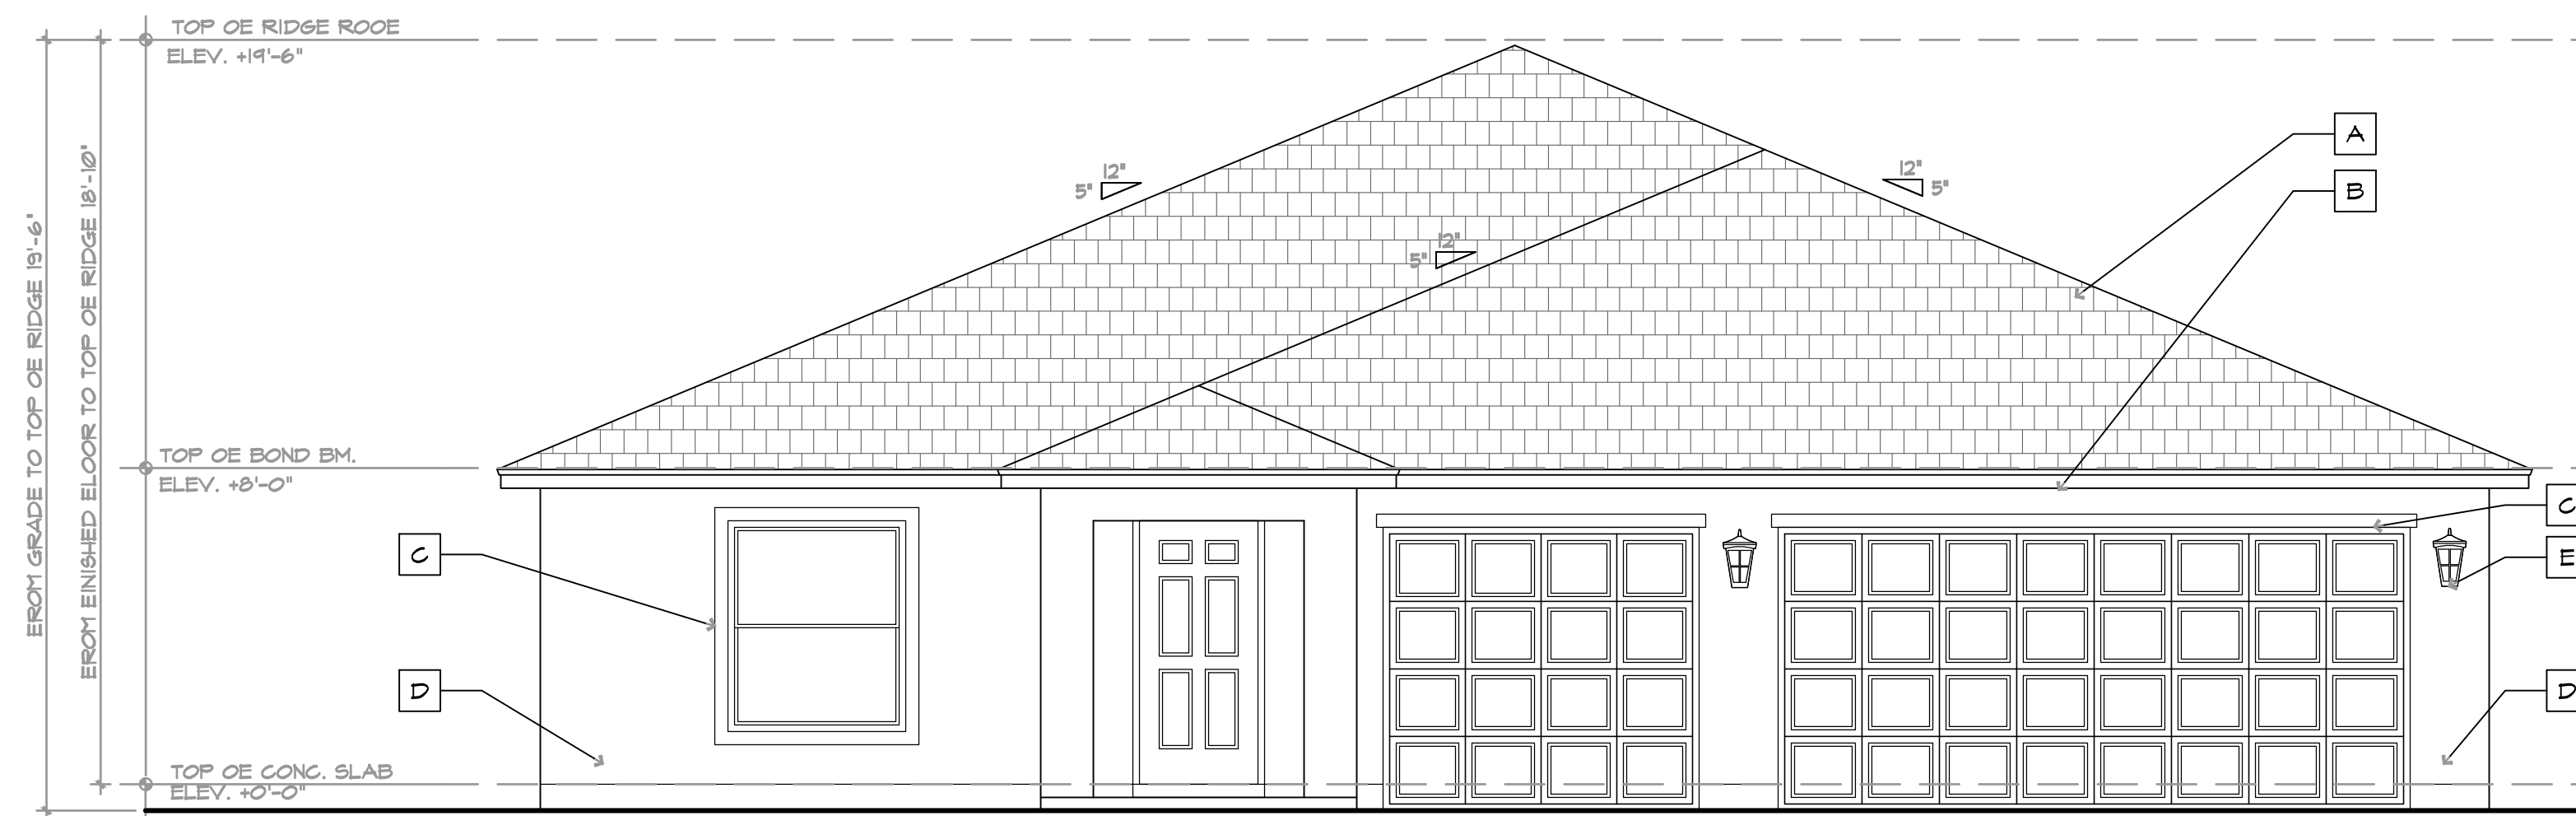 TOP OE RIDGE ROOE
ELEV. +19'-6"
EROM GRADE TO TOP OE RIDGE 19'-6"
EROM EINISHED ELOOR TO TOP OE RIDGE 18'-10"
A
B
12"
5"
12"
5"
12"
5"
TOP OE BOND BM.
ELEV. +8'-0"
C
C
E
D
D
TOP OE CONC. SLAB
ELEV. +0'-0"